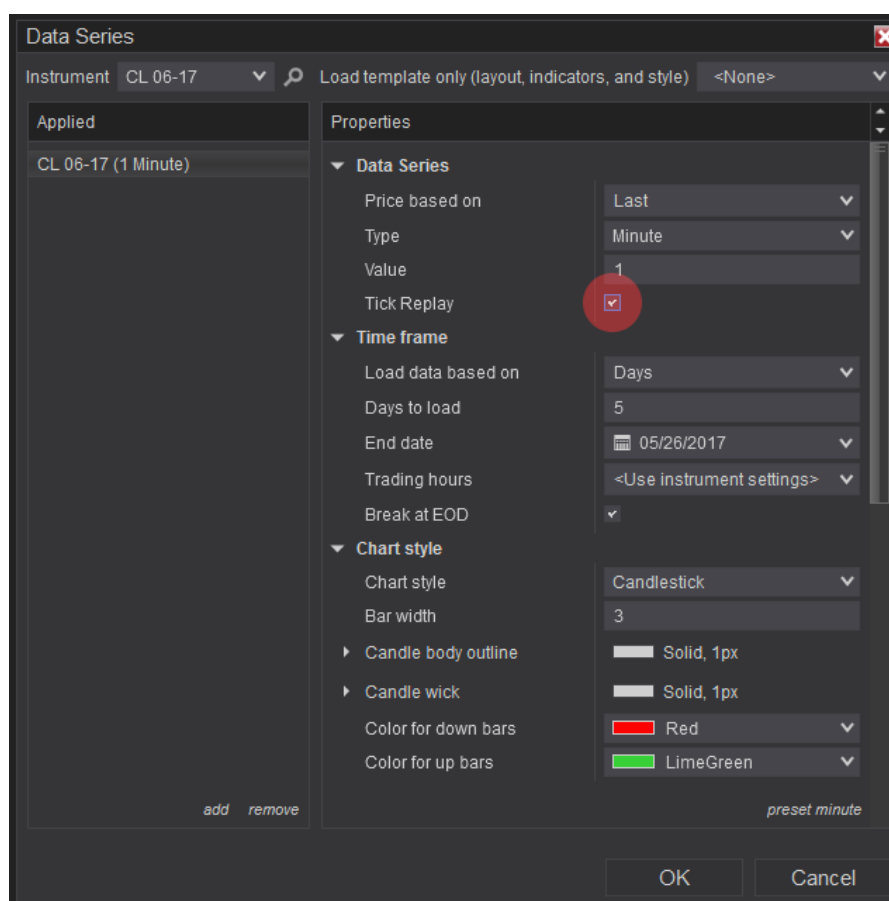 Data Series
Instrument CL 06-17 Load template only (layout, indicators, and style) <None>
Applied
Properties
CL 06-17 (1 Minute)
Data Series
Price based on Last
Type Minute
Value 1
Tick Replay
Time frame
Load data based on Days
Days to load 5
End date 05/26/2017
Trading hours <Use instrument settings>
Break at EOD
Chart style
Chart style Candlestick
Bar width 3
Candle body outline Solid, 1px
Candle wick Solid, 1px
Color for down bars Red
Color for up bars LimeGreen
add remove
preset minute
OK Cancel